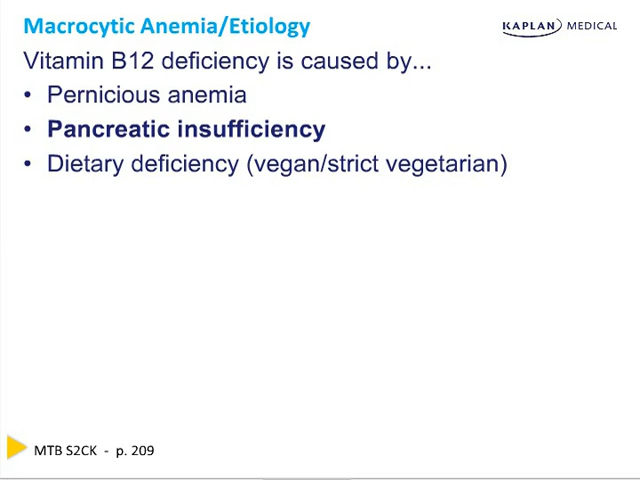 Macrocytic Anemia/Etiology
KAPLAN MEDICAL
Vitamin B12 deficiency is caused by...
• Pernicious anemia
• Pancreatic insufficiency
• Dietary deficiency (vegan/strict vegetarian)
MTB S2CK - p. 209